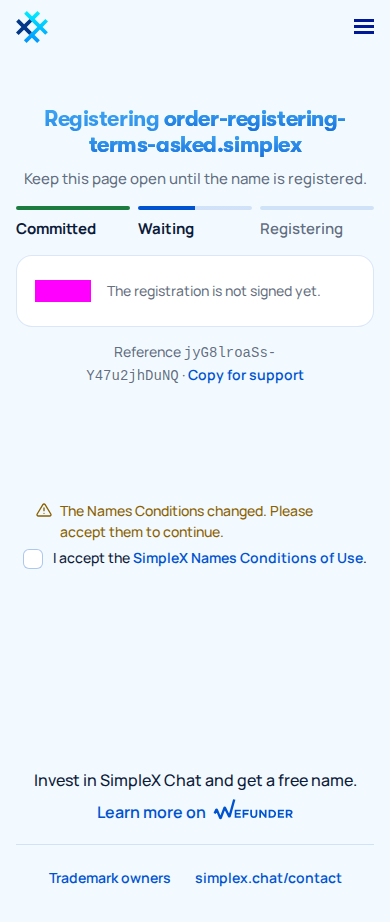 Registering order-registering-
terms-asked.simplex
Keep this page open until the name is registered.
Committed Waiting Registering
The registration is not signed yet.
Reference jyG8lroaSs-
Y47u2jhDuNQ · Copy for support
The Names Conditions changed. Please
accept them to continue.
I accept the SimpleX Names Conditions of Use.
Invest in SimpleX Chat and get a free name.
Learn more on WEFUNDER
Trademark owners simplex.chat/contact